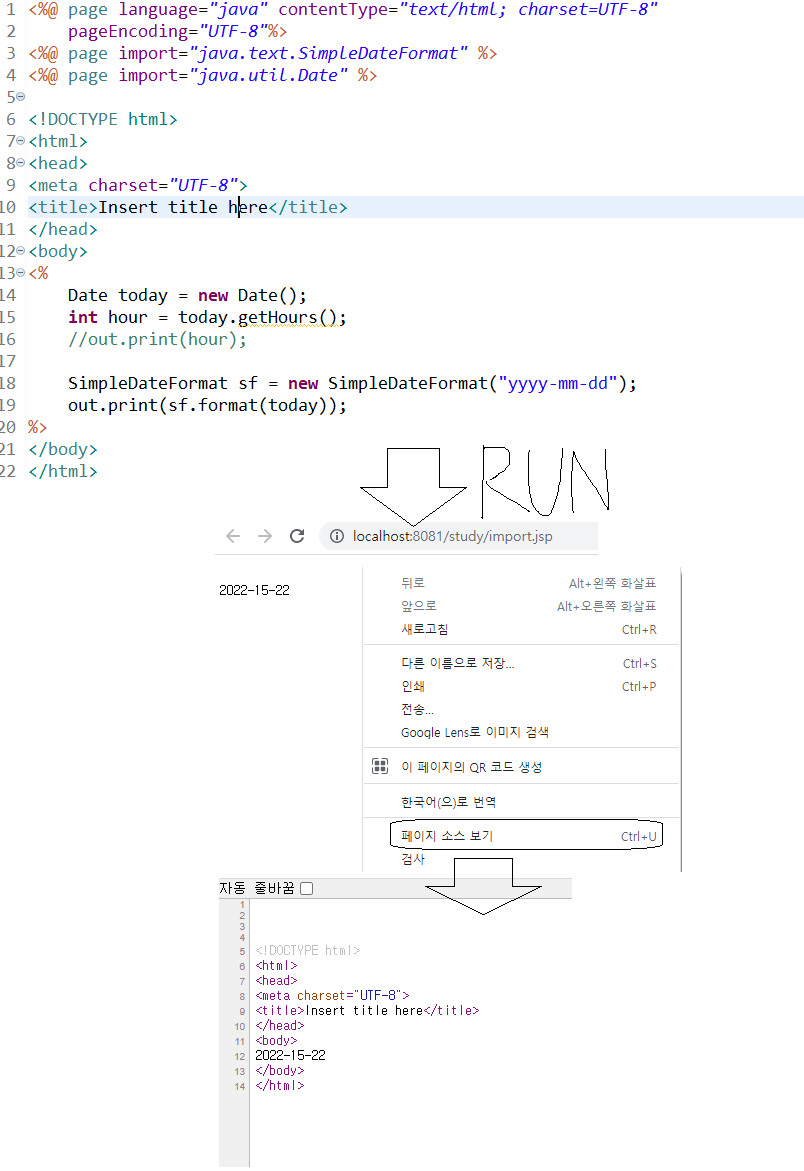 1 <%@ page language="java" contentType="text/html; charset=UTF-8"
2     pageEncoding="UTF-8"%>
3 <%@ page import="java.text.SimpleDateFormat" %>
4 <%@ page import="java.util.Date" %>
5
6 <!DOCTYPE html>
7 <html>
8 <head>
9 <meta charset="UTF-8">
10 <title>Insert title here</title>
11 </head>
12 <body>
13 <%
14     Date today = new Date();
15     int hour = today.getHours();
16     //out.print(hour);
17
18     SimpleDateFormat sf = new SimpleDateFormat("yyyy-mm-dd");
19     out.print(sf.format(today));
20 %>
21 </body>
22 </html>
RUN
localhost:8081/study/import.jsp
2022-15-22
뒤로 Alt+왼쪽 화살표
앞으로 Alt+오른쪽 화살표
새로고침 Ctrl+R
다른 이름으로 저장... Ctrl+S
인쇄 Ctrl+P
전송...
Google Lens로 이미지 검색
이 페이지의 QR 코드 생성
한국어(으)로 번역
페이지 소스 보기 Ctrl+U
검사
자동 줄바꿈
1
2
3
4
5 <!DOCTYPE html>
6 <html>
7 <head>
8 <meta charset="UTF-8">
9 <title>Insert title here</title>
10 </head>
11 <body>
12 2022-15-22
13 </body>
14 </html>